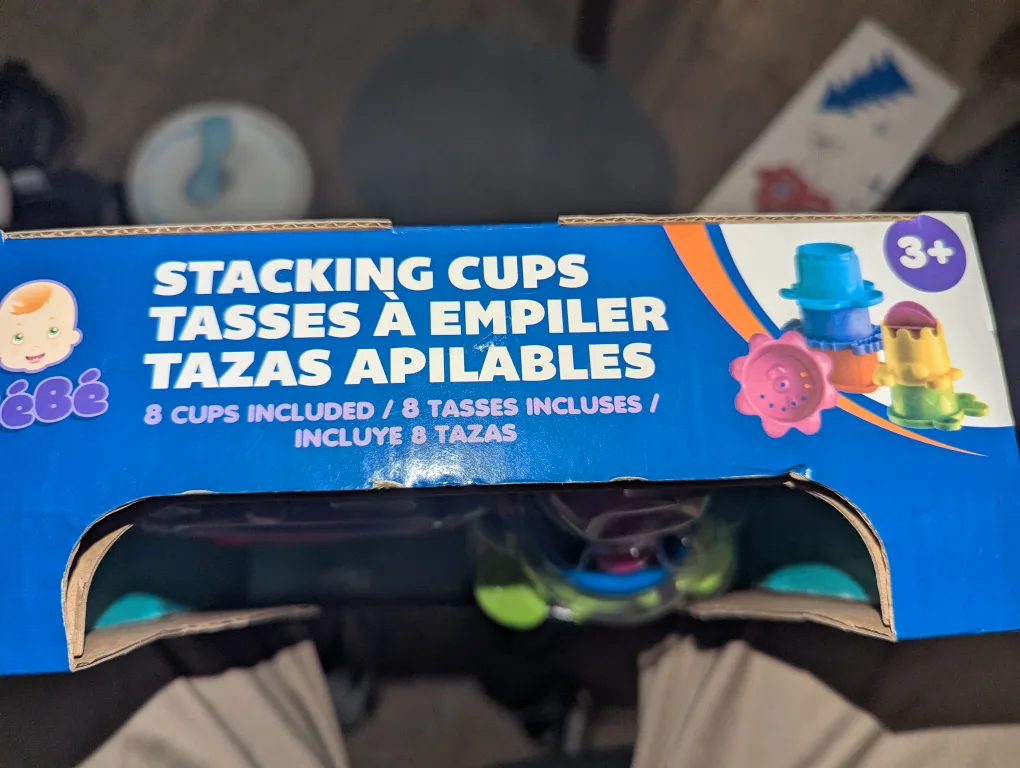 3+
STACKING CUPS
TASSES À EMPILER
TAZAS APILABLES
8 CUPS INCLUDED / 8 TASSES INCLUSES /
INCLUYE 8 TAZAS